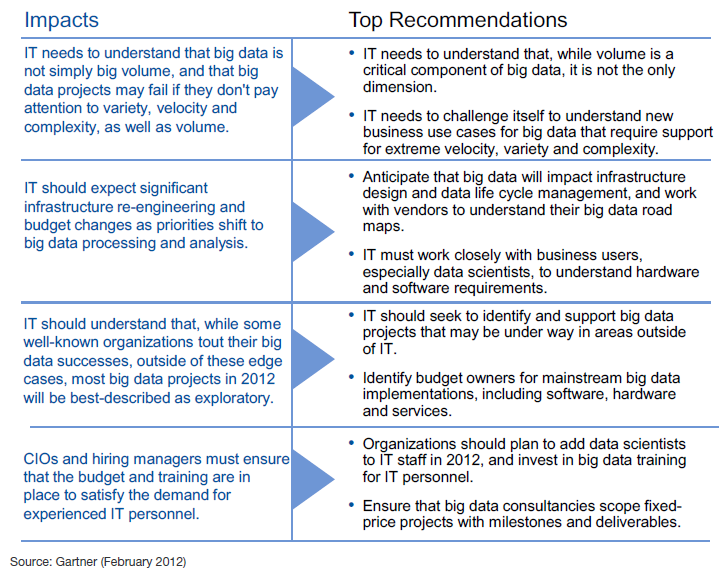 Impacts
Top Recommendations
IT needs to understand that big data is
not simply big volume, and that big
data projects may fail if they don't pay
attention to variety, velocity and
complexity, as well as volume.
• IT needs to understand that, while volume is a
critical component of big data, it is not the only
dimension.
• IT needs to challenge itself to understand new
business use cases for big data that require support
for extreme velocity, variety and complexity.
IT should expect significant
infrastructure re-engineering and
budget changes as priorities shift to
big data processing and analysis.
• Anticipate that big data will impact infrastructure
design and data life cycle management, and work
with vendors to understand their big data road
maps.
• IT must work closely with business users,
especially data scientists, to understand hardware
and software requirements.
IT should understand that, while some
well-known organizations tout their big
data successes, outside of these edge
cases, most big data projects in 2012
will be best-described as exploratory.
• IT should seek to identify and support big data
projects that may be under way in areas outside
of IT.
• Identify budget owners for mainstream big data
implementations, including software, hardware
and services.
CIOs and hiring managers must ensure
that the budget and training are in
place to satisfy the demand for
experienced IT personnel.
• Organizations should plan to add data scientists
to IT staff in 2012, and invest in big data training
for IT personnel.
• Ensure that big data consultancies scope fixed-
price projects with milestones and deliverables.
Source: Gartner (February 2012)